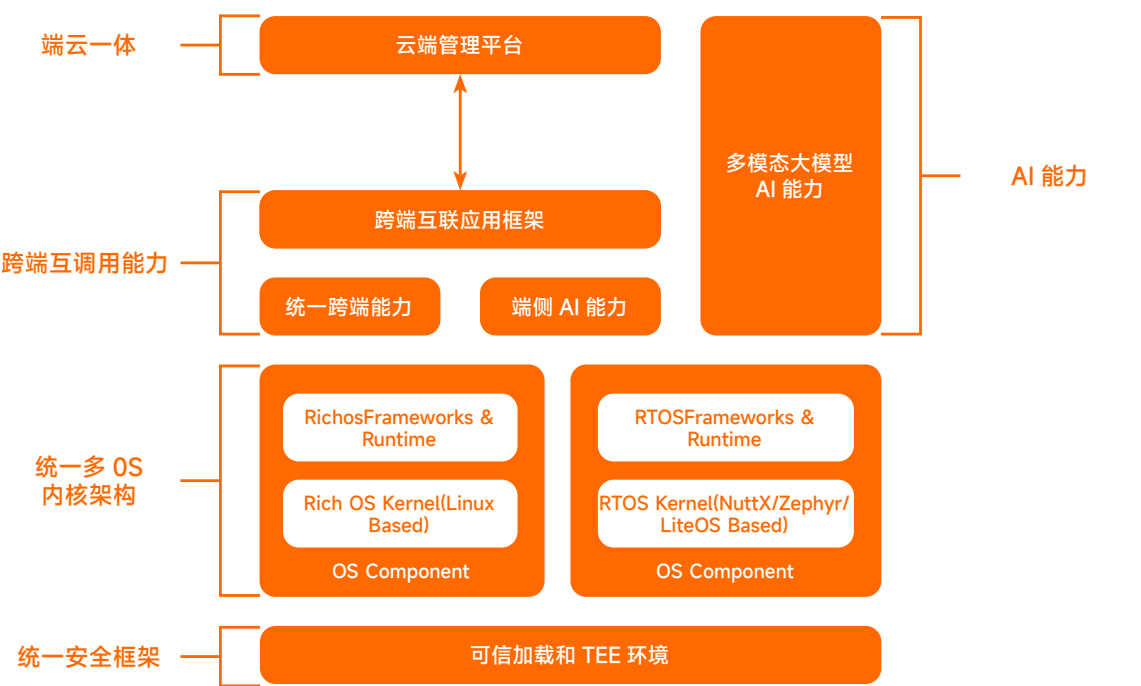 端云一体
云端管理平台
多模态大模型
AI 能力
AI 能力
跨端互调用能力
跨端互联应用框架
统一跨端能力
端侧 AI 能力
统一多 0S
内核架构
RichosFrameworks &
Runtime
Rich OS Kernel(Linux
Based)
OS Component
RTOSFrameworks &
Runtime
RTOS Kernel(NuttX/Zephyr/
LiteOS Based)
OS Component
统一安全框架
可信加载和 TEE 环境